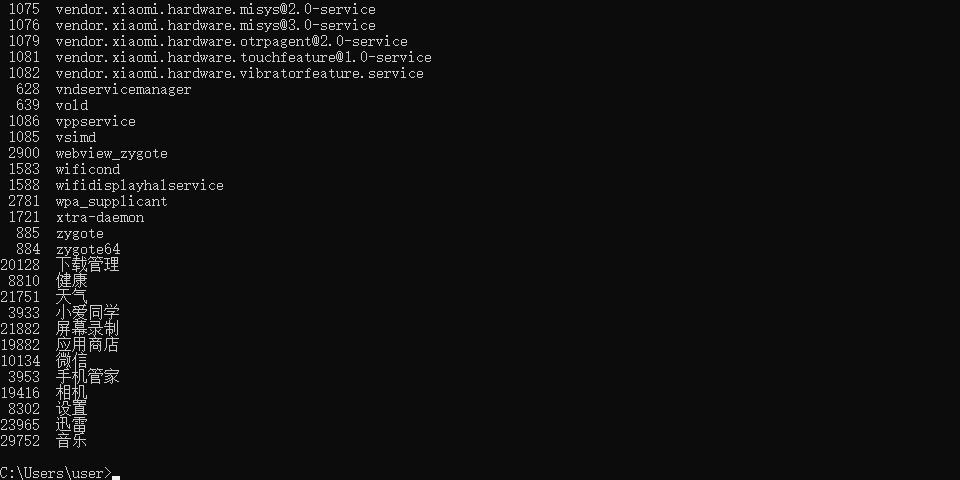 1075 vendor.xiaomi.hardware.misys@2.0-service
1076 vendor.xiaomi.hardware.misys@3.0-service
1079 vendor.xiaomi.hardware.otrpagent@2.0-service
1081 vendor.xiaomi.hardware.touchfeature@1.0-service
1082 vendor.xiaomi.hardware.vibratorfeature.service
628 vndservicemanager
639 vold
1086 vppservice
1085 vsimd
2900 webview_zygote
1583 wificond
1588 wifidisplayhalservice
2781 wpa_supplicant
1721 xtra-daemon
885 zygote
884 zygote64
20128 下载管理
8810 健康
21751 天气
3933 小爱同学
21882 屏幕录制
19882 应用商店
10134 微信
3953 手机管家
19416 相机
8302 设置
23965 迅雷
29752 音乐
C:\Users\user>